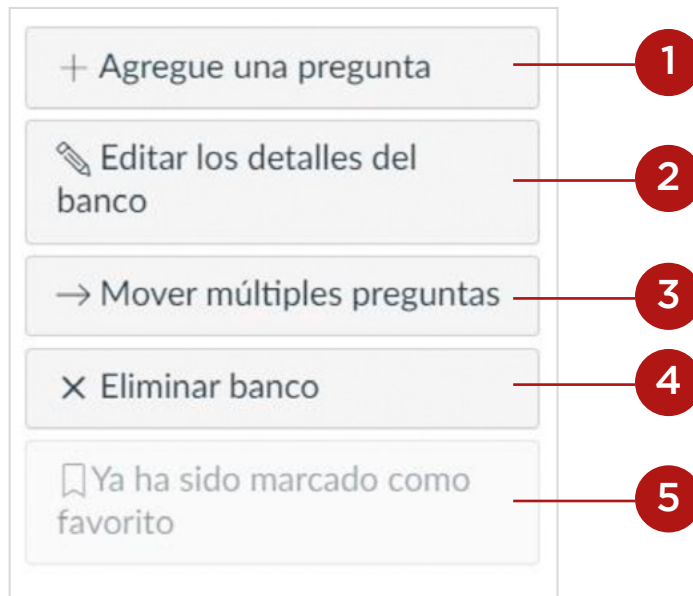 + Agregue una pregunta
1
Editar los detalles del
banco
2
→ Mover múltiples preguntas
3
× Eliminar banco
4
Ya ha sido marcado como
favorito
5